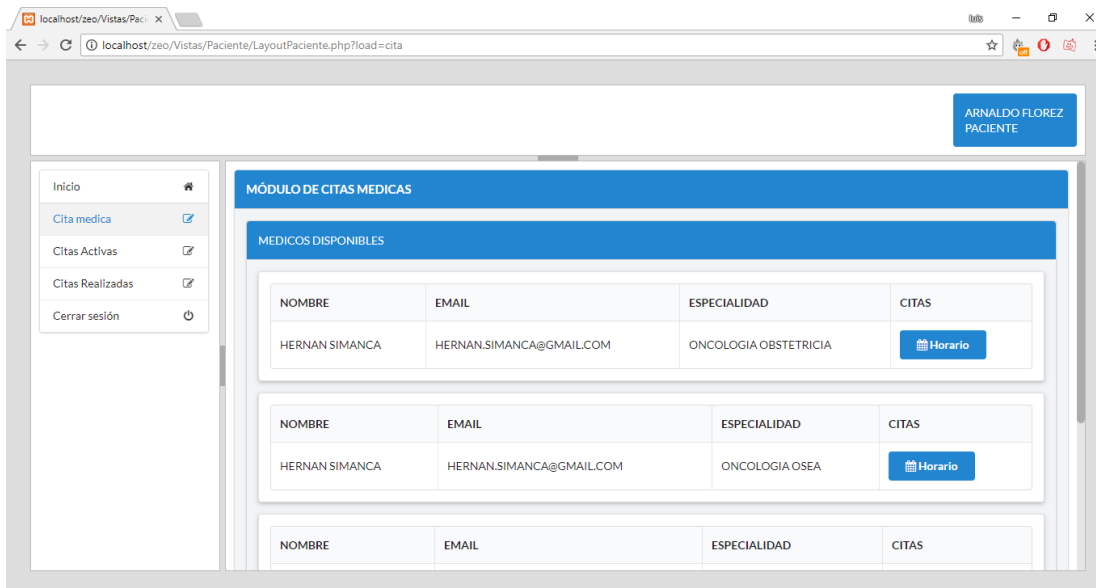 localhost/zeo/Vistas/Paci
luis
localhost/zeo/Vistas/Paciente/LayoutPaciente.php?load=cita
off
ARNALDO FLOREZ
PACIENTE
Inicio
Cita medica
Citas Activas
Citas Realizadas
Cerrar sesión
MÓDULO DE CITAS MEDICAS
MEDICOS DISPONIBLES
NOMBRE EMAIL ESPECIALIDAD CITAS
HERNAN SIMANCA HERNAN.SIMANCA@GMAIL.COM ONCOLOGIA OBSTETRICIA Horario
NOMBRE EMAIL ESPECIALIDAD CITAS
HERNAN SIMANCA HERNAN.SIMANCA@GMAIL.COM ONCOLOGIA OSEA Horario
NOMBRE EMAIL ESPECIALIDAD CITAS